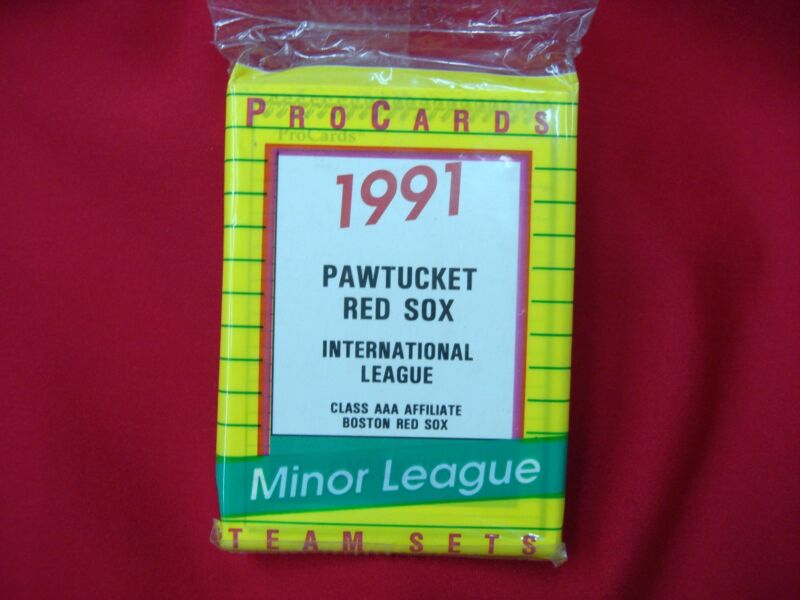 PROCARDS
ProCards
1991
PAWTUCKET
RED SOX
INTERNATIONAL
LEAGUE
CLASS AAA AFFILIATE
BOSTON RED SOX
Minor League
TEAM SETS